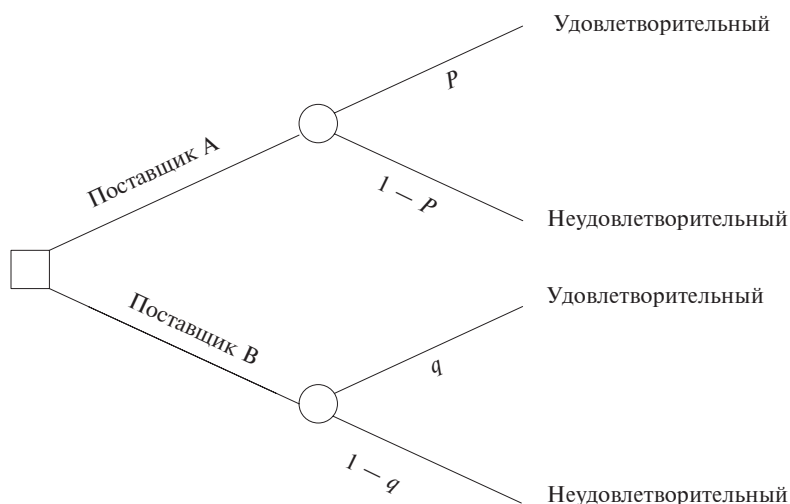 Удовлетворительный
P
Поставщик A
1 — P
Неудовлетворительный
Удовлетворительный
Поставщик B
q
1 — q
Неудовлетворительный